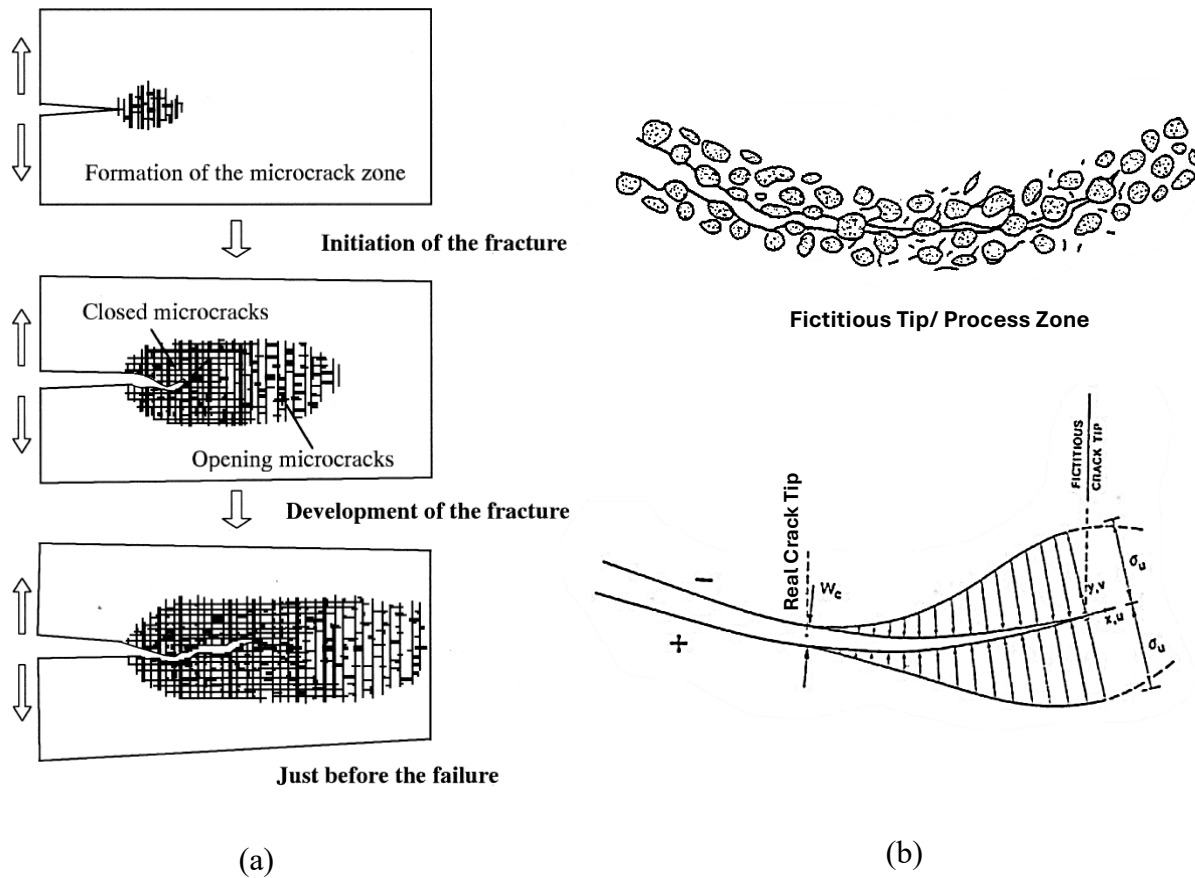 Formation of the microcrack zone
Initiation of the fracture
Closed microcracks
Opening microcracks
Development of the fracture
Just before the failure
(a)
Fictitious Tip/ Process Zone
FICTITIOUS
CRACK TIP
Real Crack Tip
Wc
−
+
y,v
x,u
σu
σu
(b)